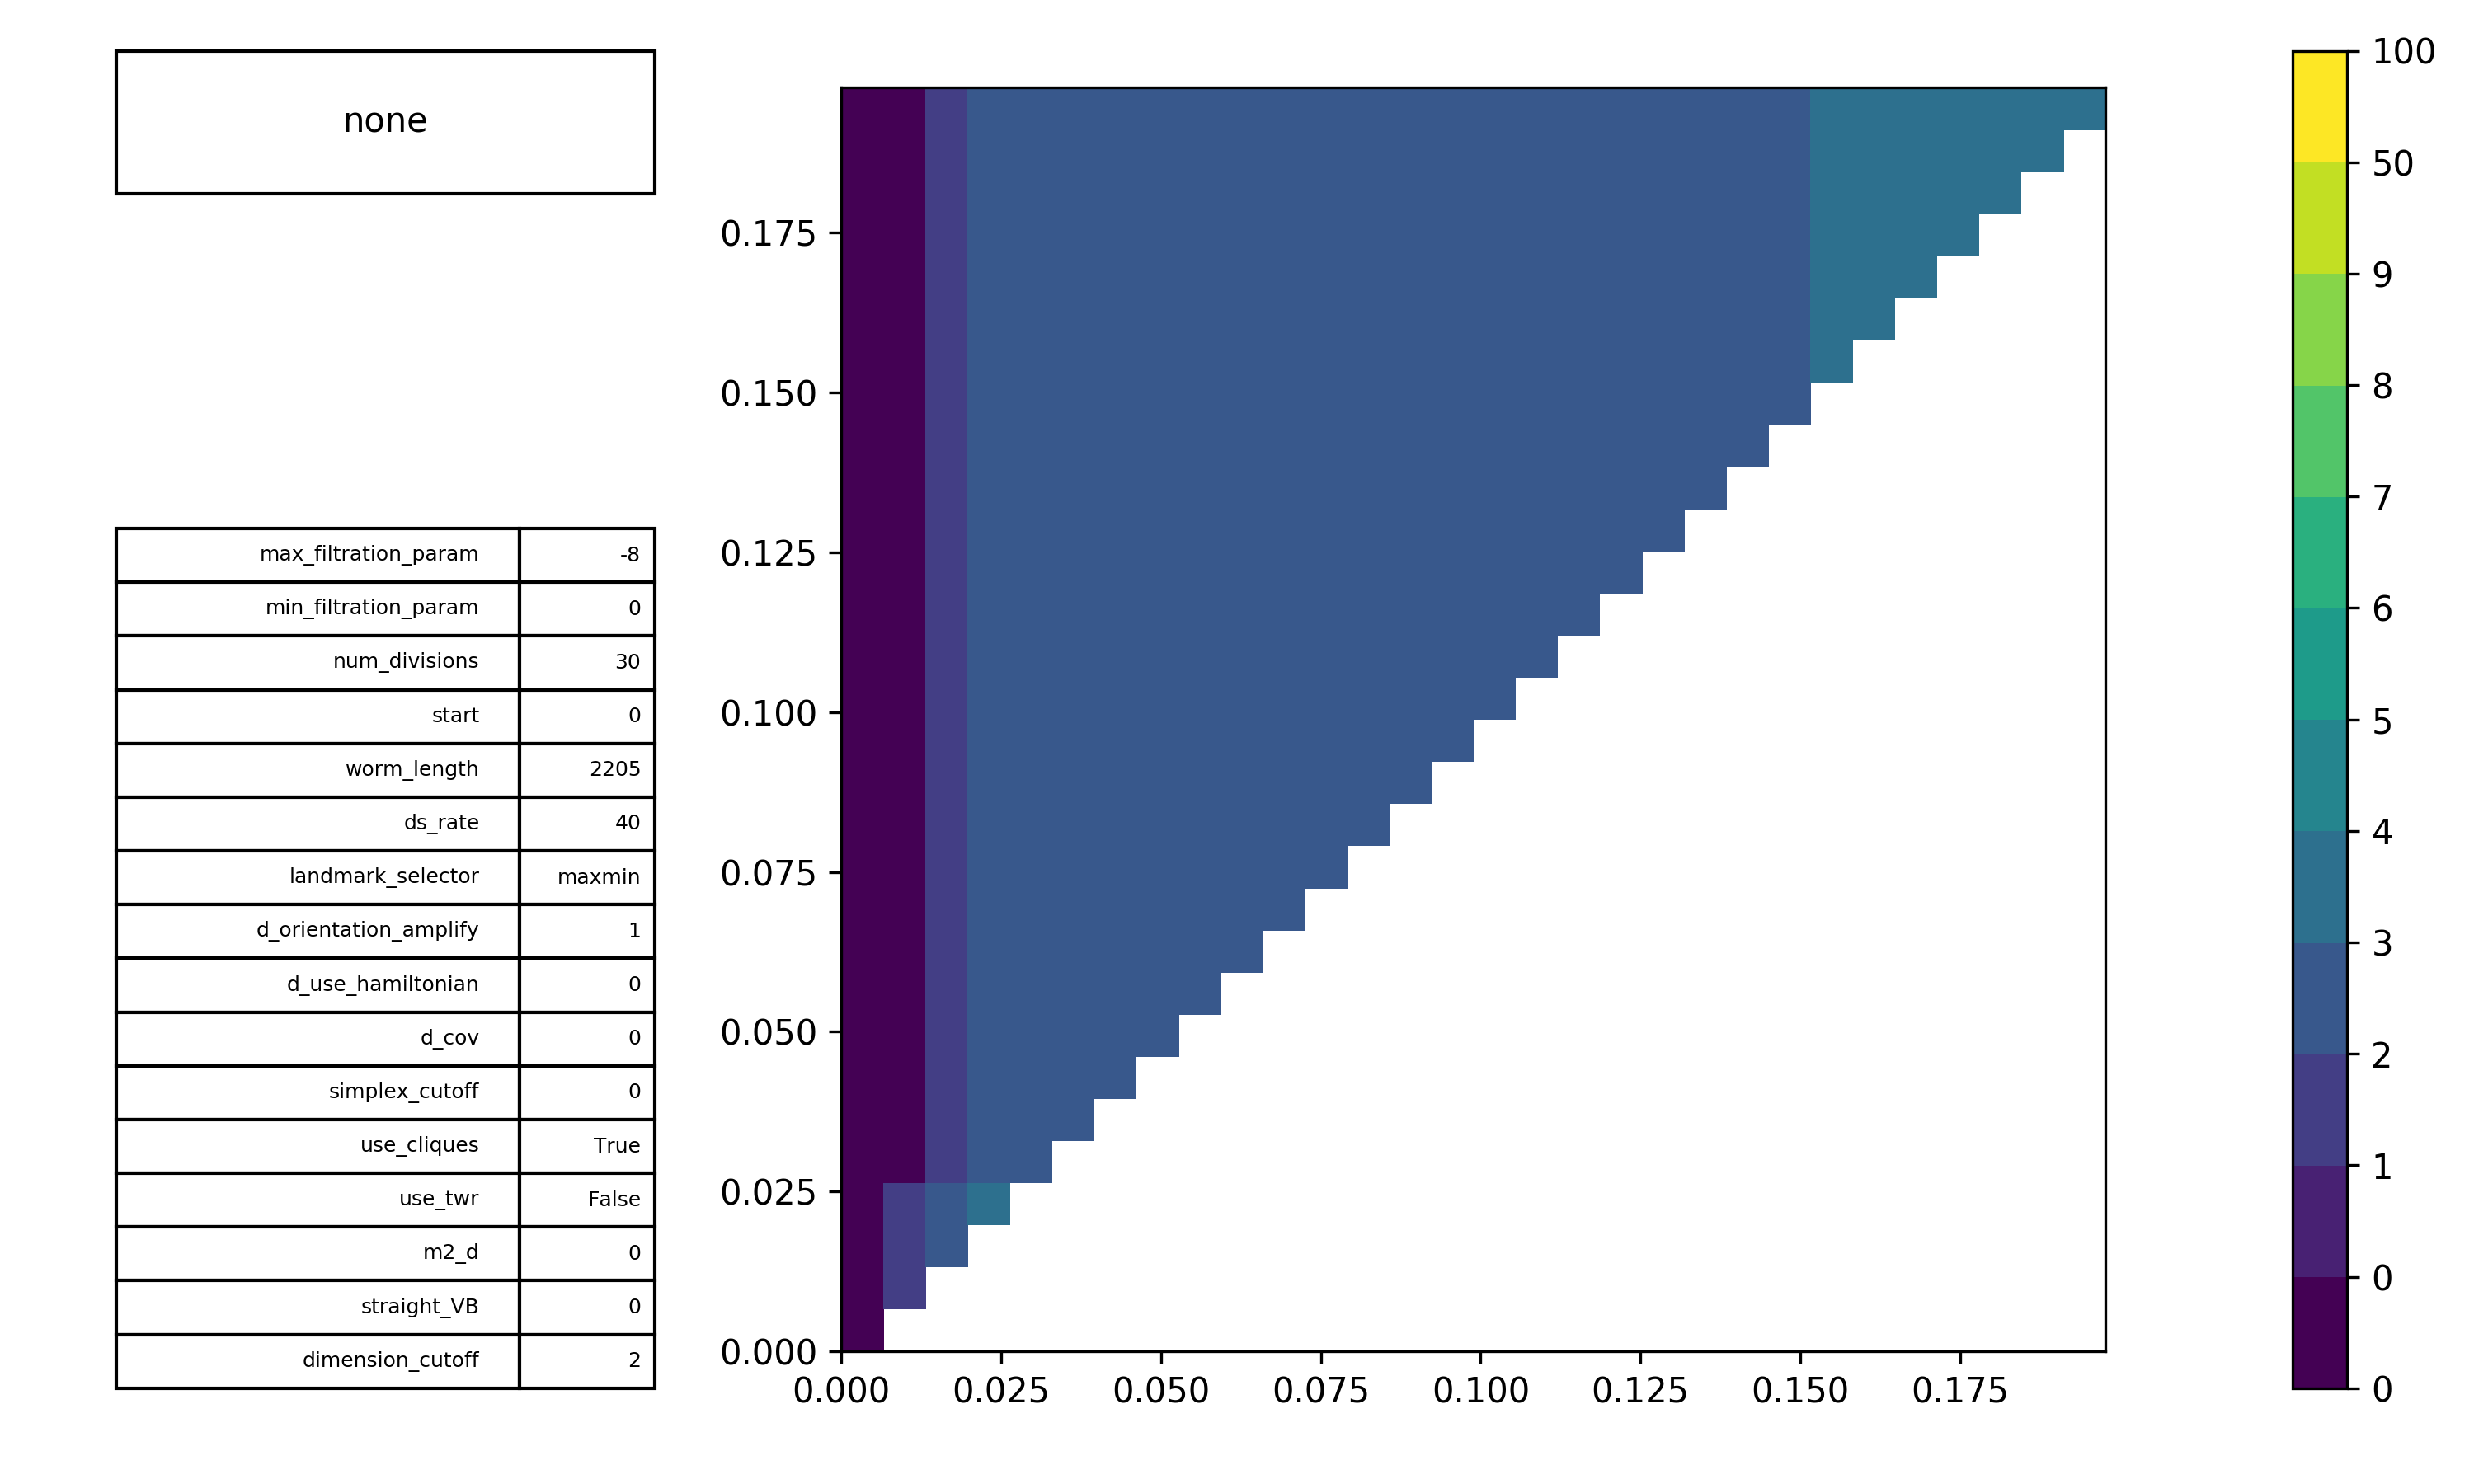 none
max_filtration_param -8
min_filtration_param 0
num_divisions 30
start 0
worm_length 2205
ds_rate 40
landmark_selector maxmin
d_orientation_amplify 1
d_use_hamiltonian 0
d_cov 0
simplex_cutoff 0
use_cliques True
use_twr False
m2_d 0
straight_VB 0
dimension_cutoff 2
0.175
0.150
0.125
0.100
0.075
0.050
0.025
0.000
0.000 0.025 0.050 0.075 0.100 0.125 0.150 0.175
100
50
9
8
7
6
5
4
3
2
1
0
0